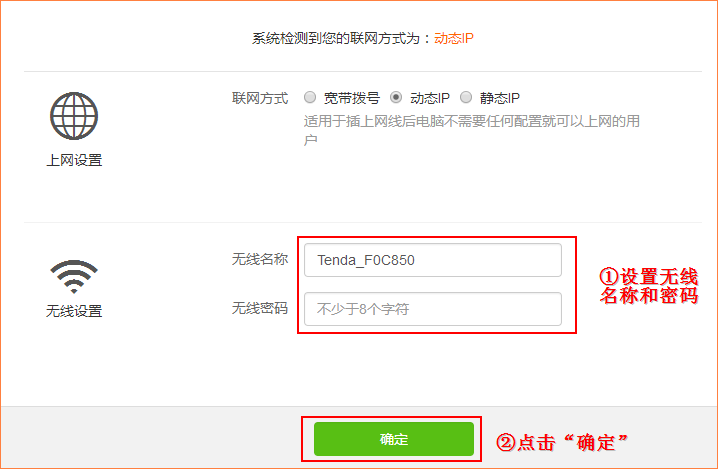 系统检测到您的联网方式为：动态IP
联网方式 宽带拨号 动态IP 静态IP
适用于插上网线后电脑不需要任何配置就可以上网的用
户
上网设置
无线名称 Tenda_F0C850
①设置无线
名称和密码
无线密码 不少于8个字符
无线设置
确定
②点击“确定”